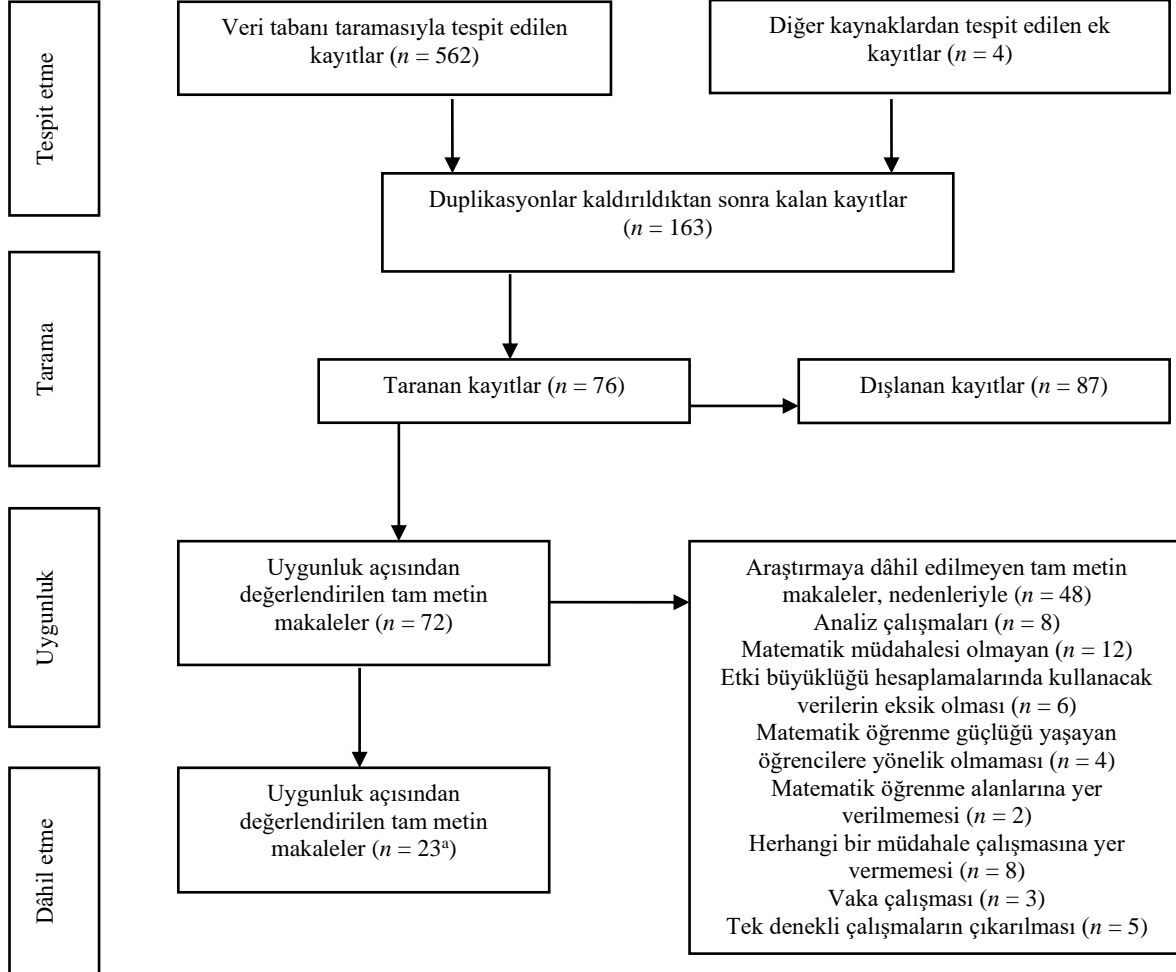 Tespit etme
Veri tabanı taramasıyla tespit edilen
kayıtlar (n = 562)
Diğer kaynaklardan tespit edilen ek
kayıtlar (n = 4)
Duplikasyonlar kaldırıldıktan sonra kalan kayıtlar
(n = 163)
Tarama
Taranan kayıtlar (n = 76)
Dışlanan kayıtlar (n = 87)
Uygunluk
Uygunluk açısından
değerlendirilen tam metin
makaleler (n = 72)
Araştırmaya dâhil edilmeyen tam metin
makaleler, nedenleriyle (n = 48)
Analiz çalışmaları (n = 8)
Matematik müdahalesi olmayan (n = 12)
Etki büyüklüğü hesaplamalarında kullanacak
verilerin eksik olması (n = 6)
Matematik öğrenme güçlüğü yaşayan
öğrencilere yönelik olmaması (n = 4)
Matematik öğrenme alanlarına yer
verilmemesi (n = 2)
Herhangi bir müdahale çalışmasına yer
vermemesi (n = 8)
Vaka çalışması (n = 3)
Tek denekli çalışmaların çıkarılması (n = 5)
Dâhil etme
Uygunluk açısından
değerlendirilen tam metin
makaleler (n = 23ᵃ)